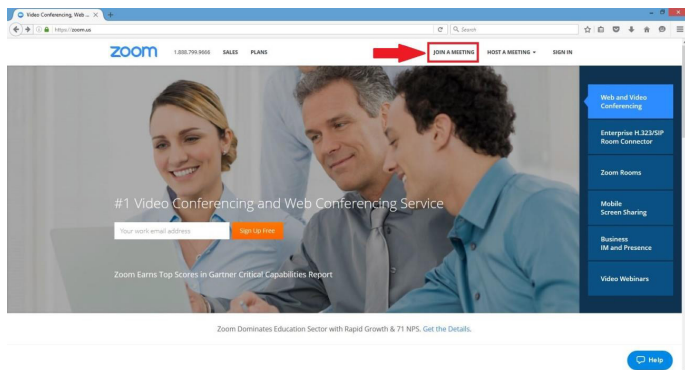 Video Conferencing, Web ...
https://zoom.us
Search
zoom
1.888.799.9666 SALES PLANS
JOIN A MEETING HOST A MEETING SIGN IN
Web and Video
Conferencing
Enterprise H.323/SIP
Room Connector
Zoom Rooms
Mobile
Screen Sharing
Business
IM and Presence
Video Webinars
#1 Video Conferencing and Web Conferencing Service
Your work email address
Sign Up Free
Zoom Earns Top Scores in Gartner Critical Capabilities Report
Zoom Dominates Education Sector with Rapid Growth & 71 NPS. Get the Details.
Help